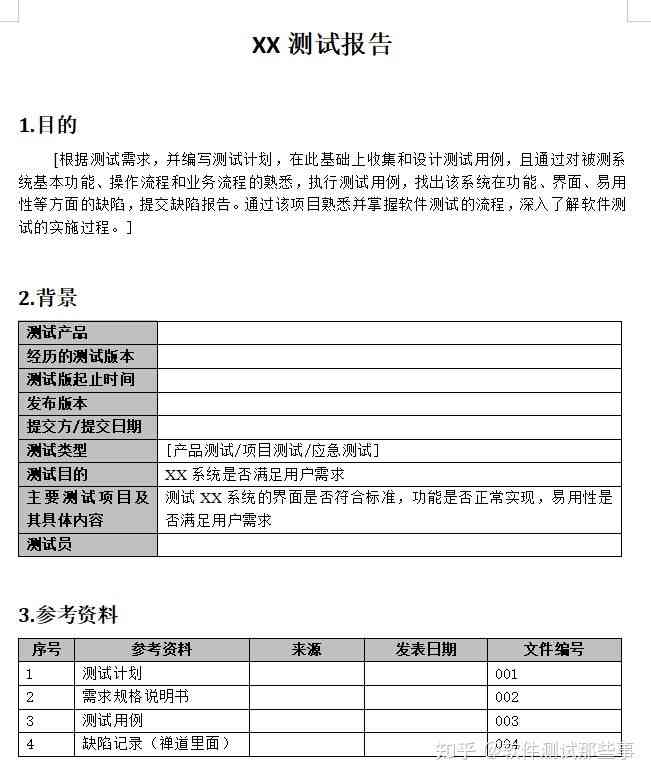 XX 测试报告
1.目的
[根据测试需求，并编写测试计划，在此基础上收集和设计测试用例，且通过对被测系
统基本功能、操作流程和业务流程的熟悉，执行测试用例，找出该系统在功能、界面、易用
性等方面的缺陷，提交缺陷报告。通过该项目熟悉并掌握软件测试的流程，深入了解软件测
试的实施过程。]
2.背景
测试产品
经历的测试版本
测试版起止时间
发布版本
提交方/提交日期
测试类型 [产品测试/项目测试/应急测试]
测试目的 XX 系统是否满足用户需求
主要测试项目及 测试 XX 系统的界面是否符合标准，功能是否正常实现，易用性是
其具体内容 否满足用户需求
测试员
3.参考资料
序号 参考资料 来源 发表日期 文件编号
1 测试计划 001
2 需求规格说明书 002
3 测试用例 003
4 缺陷记录（禅道里面） 004
知乎 @软件测试那些事